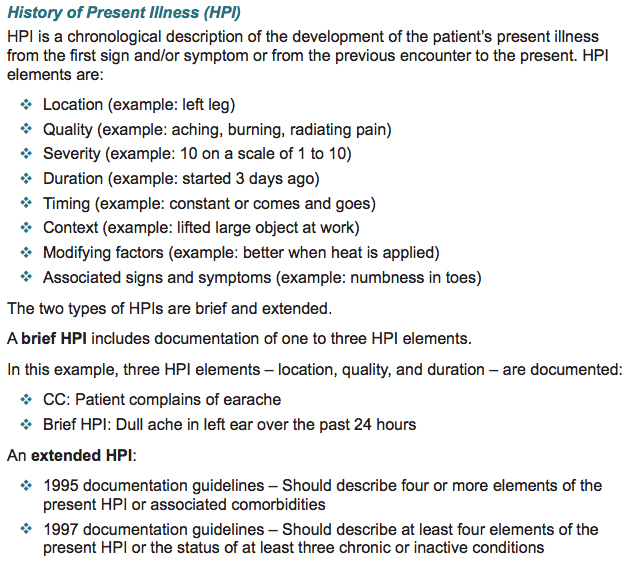 History of Present Illness (HPI)
HPI is a chronological description of the development of the patient's present illness
from the first sign and/or symptom or from the previous encounter to the present. HPI
elements are:
❖ Location (example: left leg)
❖ Quality (example: aching, burning, radiating pain)
❖ Severity (example: 10 on a scale of 1 to 10)
❖ Duration (example: started 3 days ago)
❖ Timing (example: constant or comes and goes)
❖ Context (example: lifted large object at work)
❖ Modifying factors (example: better when heat is applied)
❖ Associated signs and symptoms (example: numbness in toes)
The two types of HPIs are brief and extended.
A brief HPI includes documentation of one to three HPI elements.
In this example, three HPI elements – location, quality, and duration – are documented:
❖ CC: Patient complains of earache
❖ Brief HPI: Dull ache in left ear over the past 24 hours
An extended HPI:
❖ 1995 documentation guidelines – Should describe four or more elements of the
present HPI or associated comorbidities
❖ 1997 documentation guidelines – Should describe at least four elements of the
present HPI or the status of at least three chronic or inactive conditions